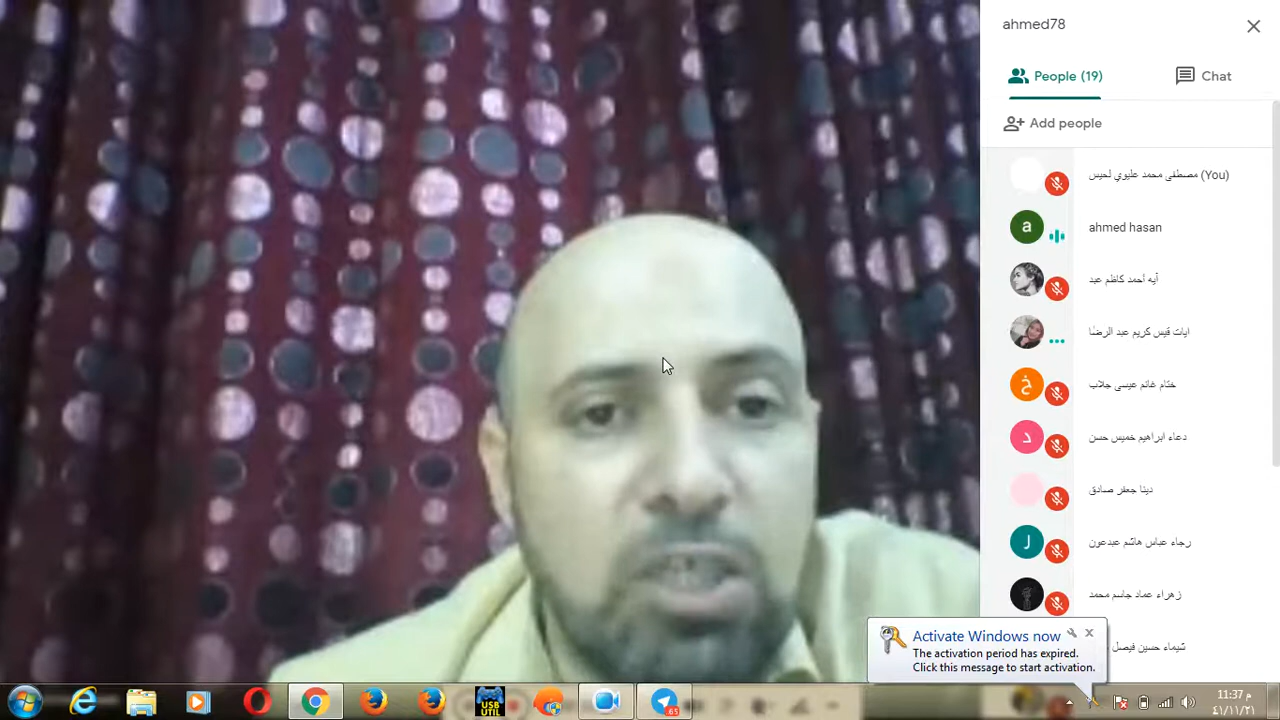 ahmed78
People (19)
Chat
Add people
مصطفى محمد عليوي لحيس (You)
ahmed hasan
آيه أحمد كاظم عبد
ايات قيس كريم عبد الرضا
ختام غانم عيسى جلاب
دعاء ابراهيم خميس حسن
دينا جعفر صادق
رجاء عباس هاشم عبدعون
زهراء عماد جاسم محمد
شيماء حسين فيصل
Activate Windows now
The activation period has expired.
Click this message to start activation.
USB
UTIL
م 11:37